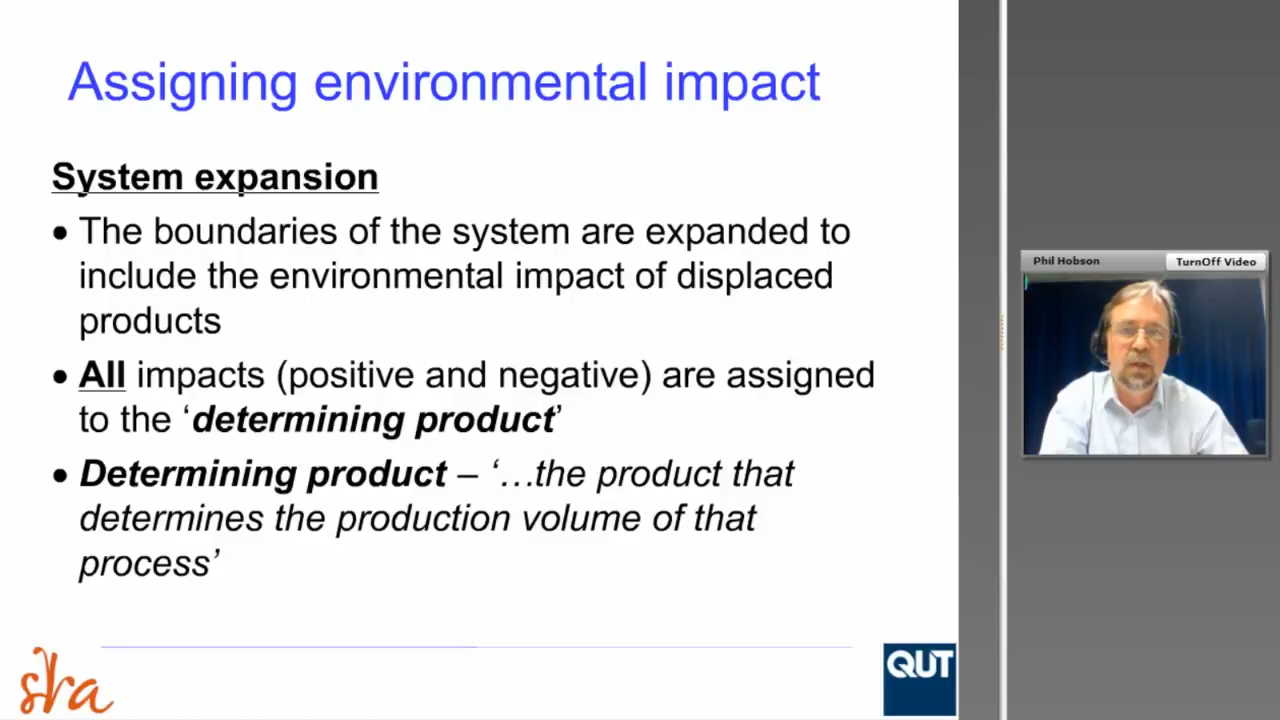 Assigning environmental impact
System expansion
• The boundaries of the system are expanded to
include the environmental impact of displaced
products
• All impacts (positive and negative) are assigned
to the ‘determining product’
• Determining product – ‘…the product that
determines the production volume of that
process’
sra
QUT
Phil Hobson
TurnOff Video